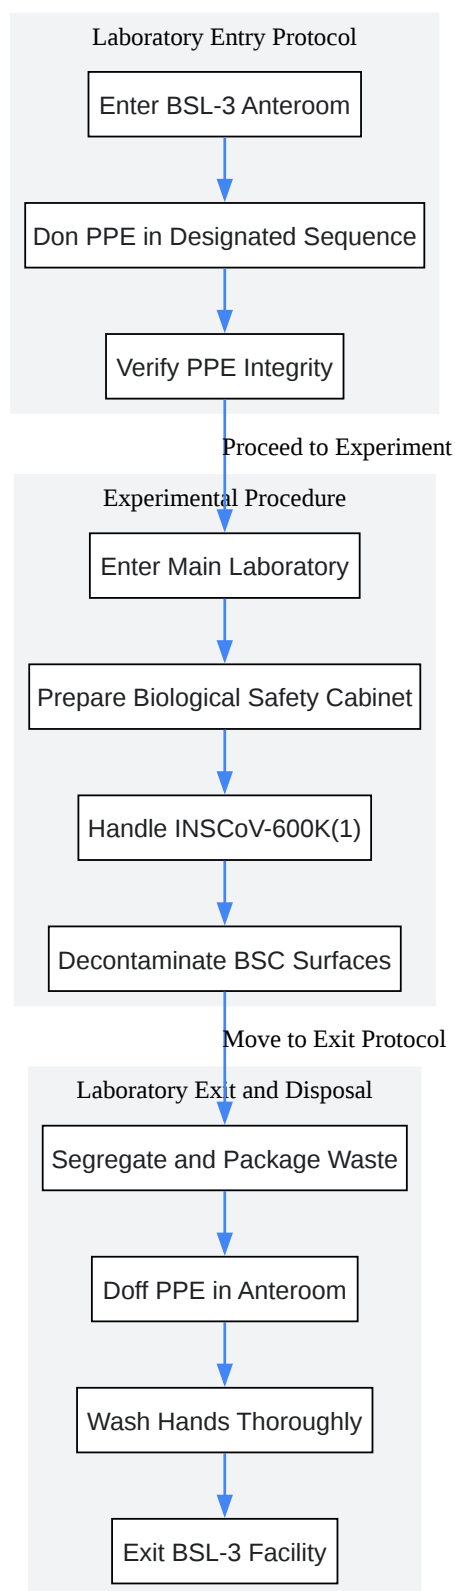 Laboratory Entry Protocol
Enter BSL-3 Anteroom
Don PPE in Designated Sequence
Verify PPE Integrity
Proceed to Experiment
Experimental Procedure
Enter Main Laboratory
Prepare Biological Safety Cabinet
Handle INSCoV-600K(1)
Decontaminate BSC Surfaces
Move to Exit Protocol
Laboratory Exit and Disposal
Segregate and Package Waste
Doff PPE in Anteroom
Wash Hands Thoroughly
Exit BSL-3 Facility